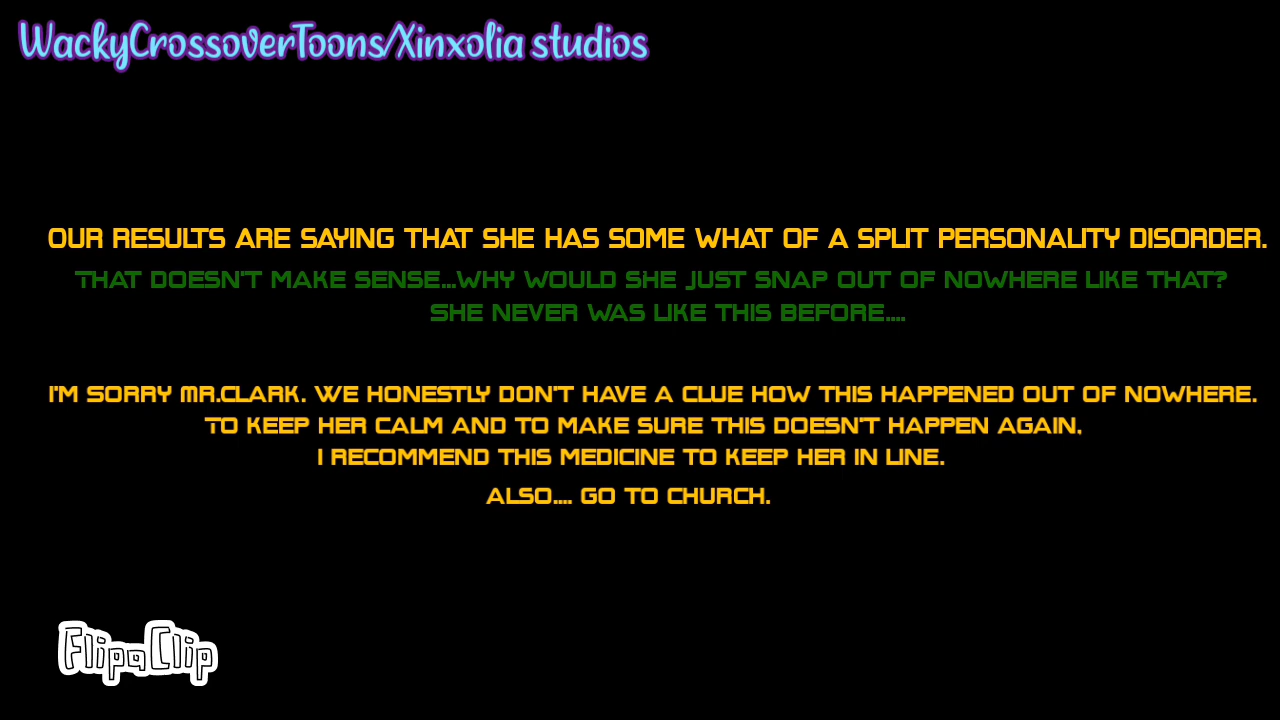 WackyCrossoverToons/Xinxolia studios
OUR RESULTS ARE SAYING THAT SHE HAS SOME WHAT OF A SPLIT PERSONALITY DISORDER.
THAT DOESN'T MAKE SENSE...WHY WOULD SHE JUST SNAP OUT OF NOWHERE LIKE THAT?
SHE NEVER WAS LIKE THIS BEFORE....
I'M SORRY MR.CLARK. WE HONESTLY DON'T HAVE A CLUE HOW THIS HAPPENED OUT OF NOWHERE.
TO KEEP HER CALM AND TO MAKE SURE THIS DOESN'T HAPPEN AGAIN,
I RECOMMEND THIS MEDICINE TO KEEP HER IN LINE.
ALSO.... GO TO CHURCH.
FlipaClip